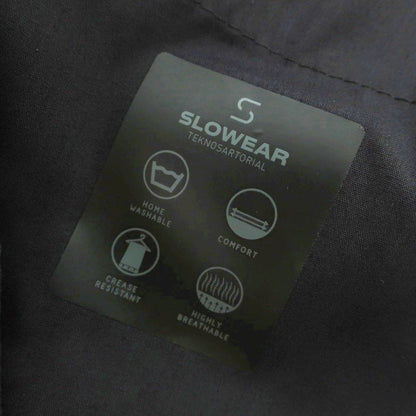 S
SLOWEAR
TEKNOSARTORIAL
HOME
WASHABLE
COMFORT
CREASE
RESISTANT
HIGHLY
BREATHABLE